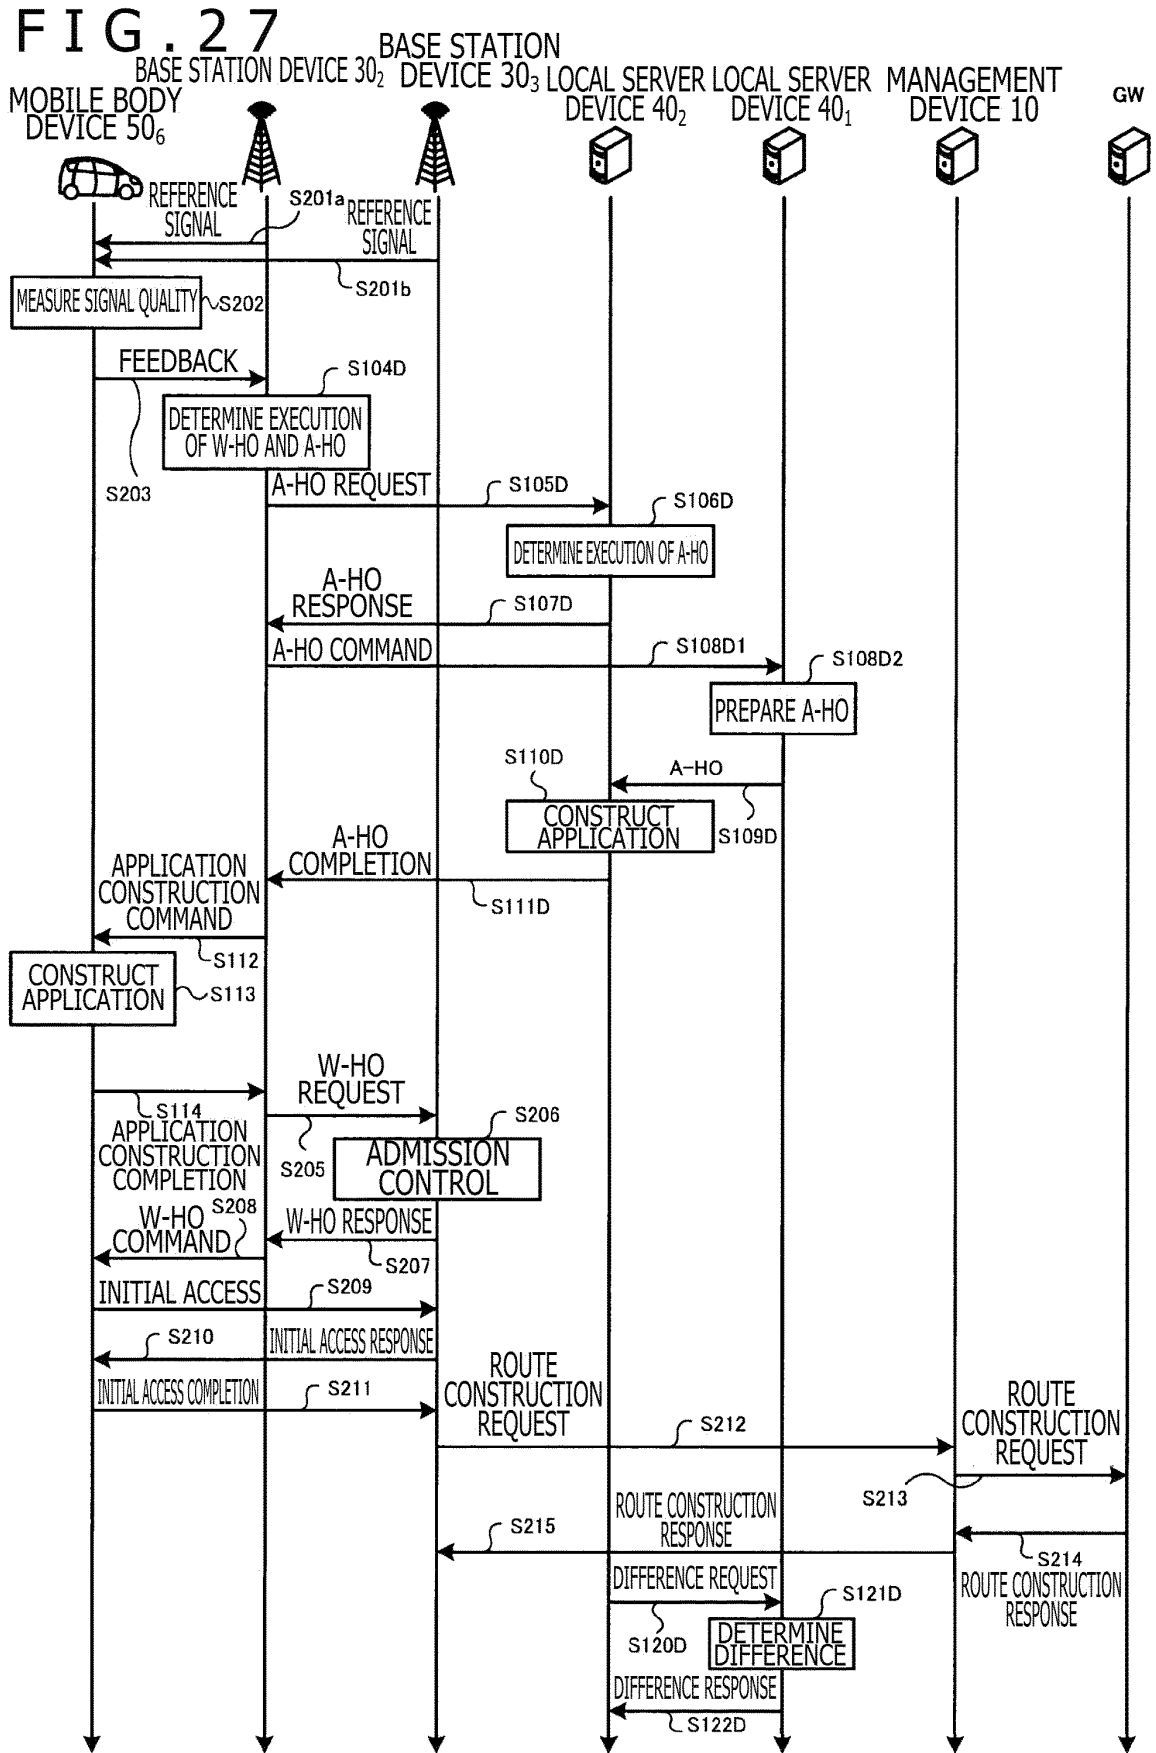 FIG.27
MOBILE BODY
DEVICE 50₆
BASE STATION DEVICE 30₂
BASE STATION
DEVICE 30₃
LOCAL SERVER
DEVICE 40₂
LOCAL SERVER
DEVICE 40₁
MANAGEMENT
DEVICE 10
GW
REFERENCE
SIGNAL
S201a
REFERENCE
SIGNAL
S201b
MEASURE SIGNAL QUALITY
S202
FEEDBACK
S203
S104D
DETERMINE EXECUTION
OF W-HO AND A-HO
A-HO REQUEST
S105D
S106D
DETERMINE EXECUTION OF A-HO
A-HO
RESPONSE
S107D
A-HO COMMAND
S108D1
S108D2
PREPARE A-HO
A-HO
S109D
S110D
CONSTRUCT
APPLICATION
A-HO
COMPLETION
S111D
APPLICATION
CONSTRUCTION
COMMAND
S112
CONSTRUCT
APPLICATION
S113
S114
APPLICATION
CONSTRUCTION
COMPLETION
W-HO
REQUEST
S205
S206
ADMISSION
CONTROL
W-HO RESPONSE
S207
S208
W-HO
COMMAND
INITIAL ACCESS
S209
S210
INITIAL ACCESS RESPONSE
INITIAL ACCESS COMPLETION
S211
ROUTE
CONSTRUCTION
REQUEST
S212
ROUTE
CONSTRUCTION
REQUEST
S213
S214
ROUTE CONSTRUCTION
RESPONSE
S215
ROUTE CONSTRUCTION
RESPONSE
DIFFERENCE REQUEST
S120D
S121D
DETERMINE
DIFFERENCE
DIFFERENCE RESPONSE
S122D